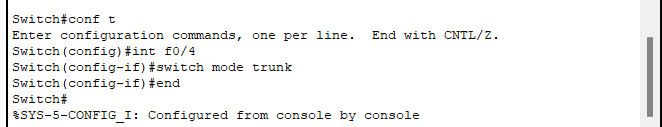 Switch#conf t
Enter configuration commands, one per line.  End with CNTL/Z.
Switch(config)#int f0/4
Switch(config-if)#switch mode trunk
Switch(config-if)#end
Switch#
%SYS-5-CONFIG_I: Configured from console by console